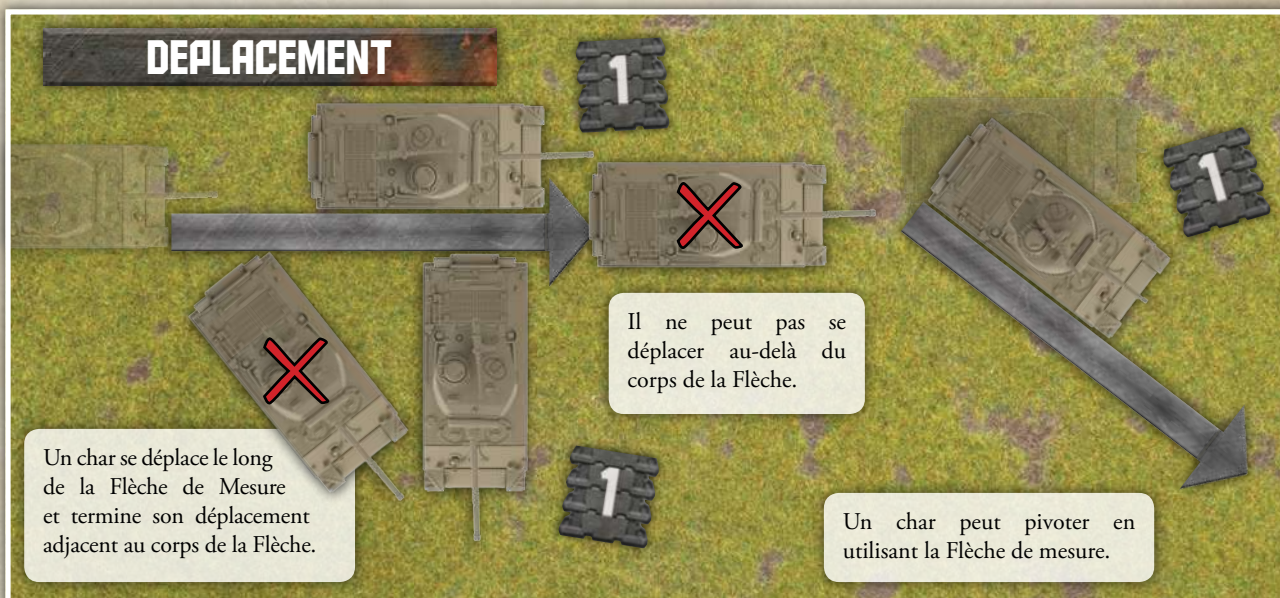 DEPLACEMENT
1
1
Il ne peut pas se
déplacer au-delà du
corps de la Flèche.
Un char se déplace le long
de la Flèche de Mesure
et termine son déplacement
adjacent au corps de la Flèche.
1
Un char peut pivoter en
utilisant la Flèche de mesure.